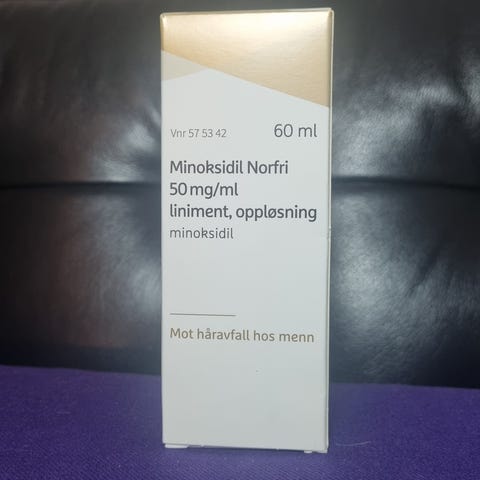 Vnr 57 53 42 60 ml
Minoksidil Norfri
50 mg/ml
liniment, oppløsning
minoksidil
Mot håravfall hos menn